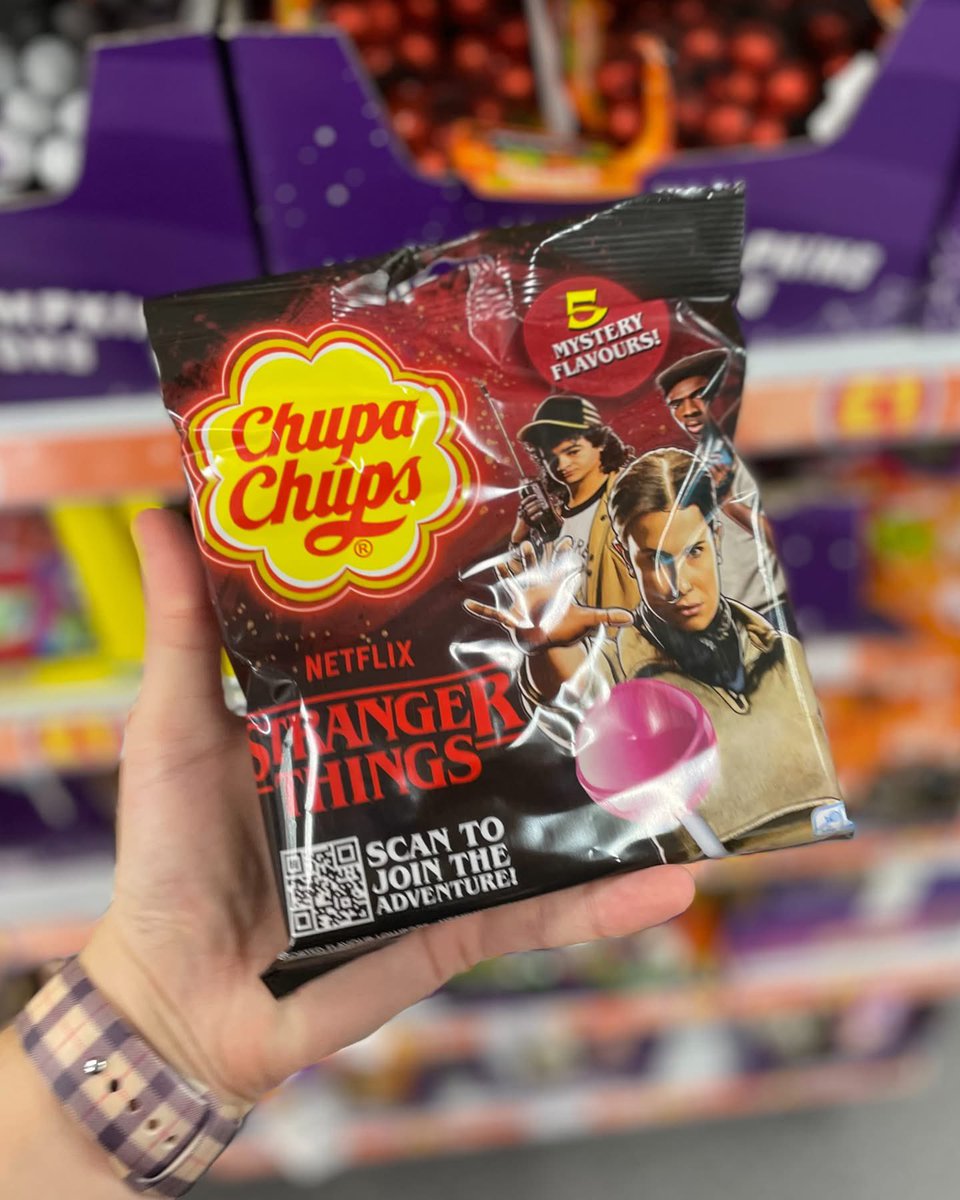 5
MYSTERY
FLAVOURS!
Chupa
Chups
®
NETFLIX
STRANGER
THINGS
SCAN TO
JOIN THE
ADVENTURE!